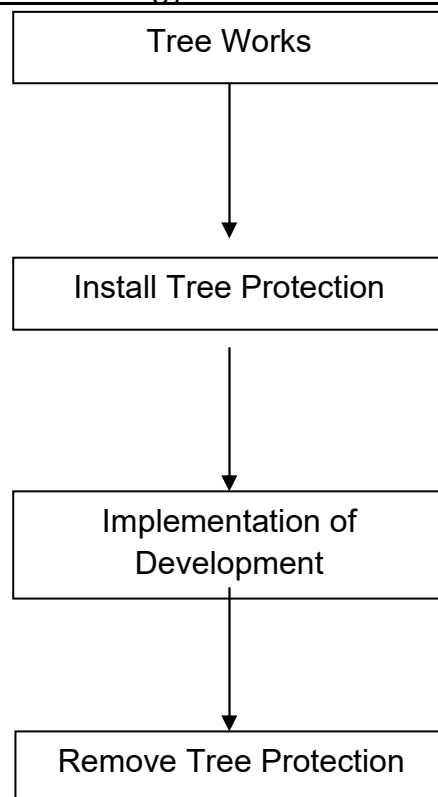 Tree Works
Install Tree Protection
Implementation of
Development
Remove Tree Protection